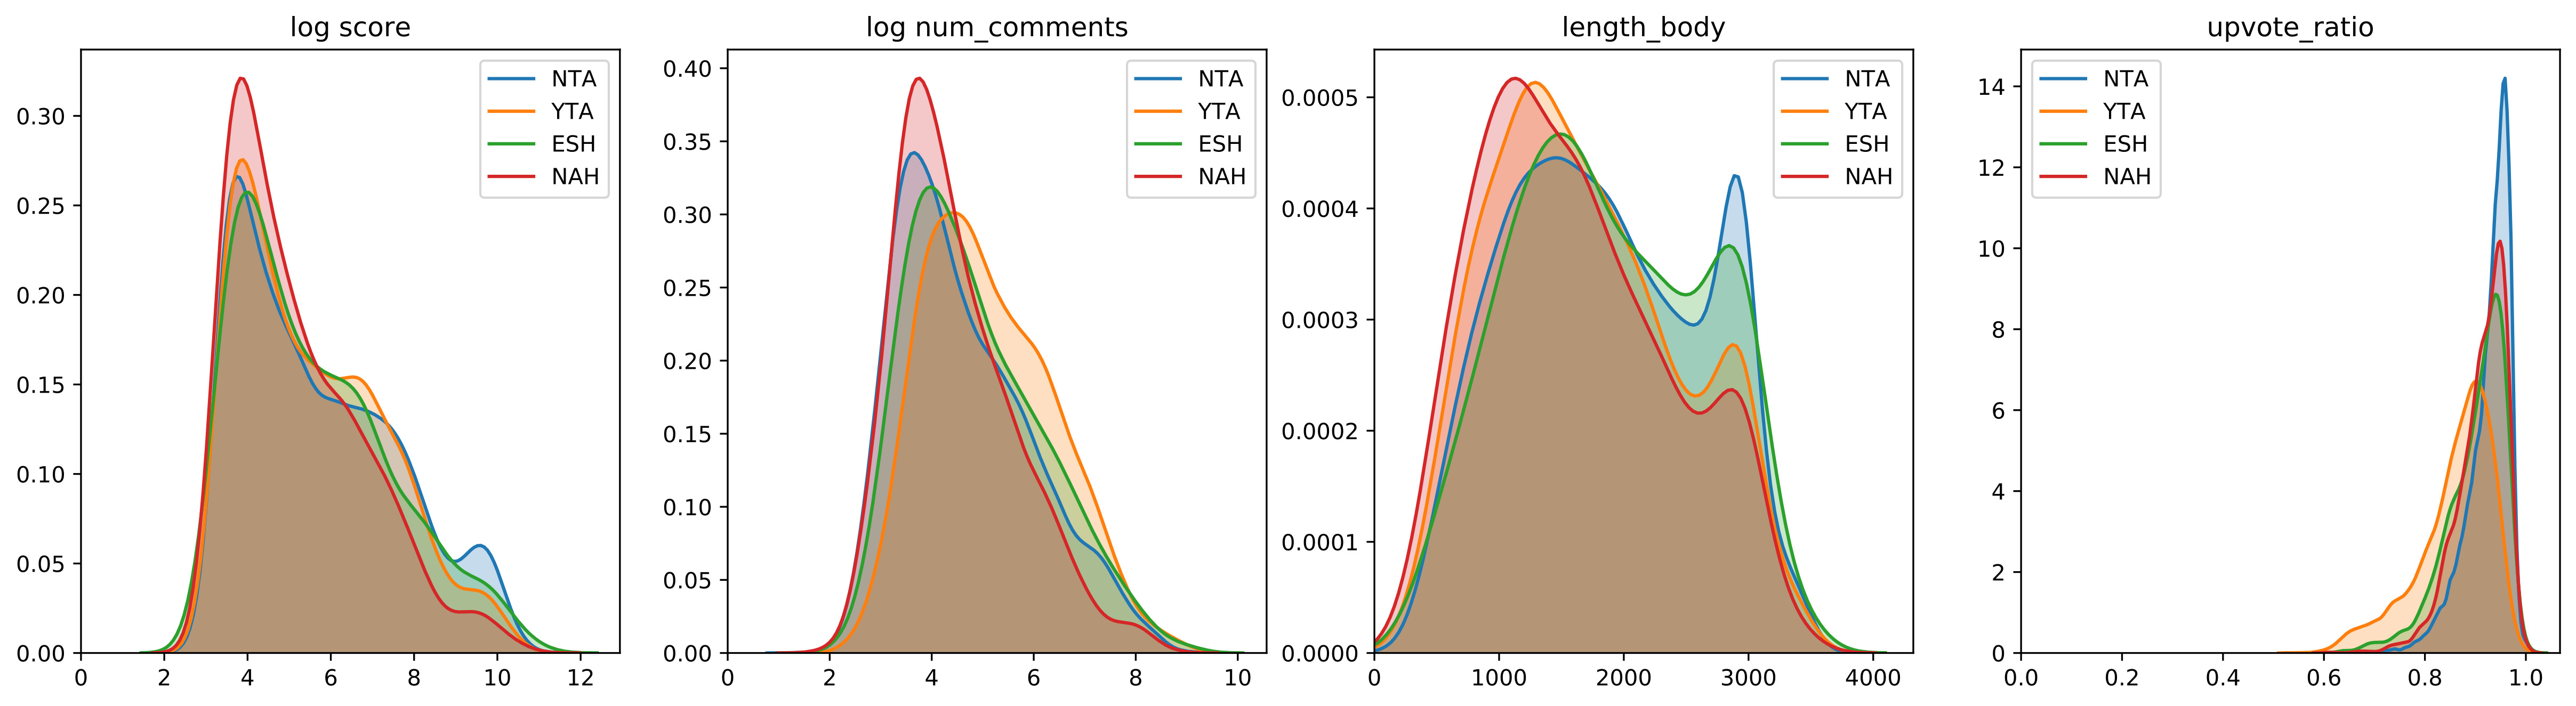 log score
0.30
0.25
0.20
0.15
0.10
0.05
0.00
0 2 4 6 8 10 12
NTA
YTA
ESH
NAH
log num_comments
0.40
0.35
0.30
0.25
0.20
0.15
0.10
0.05
0.00
0 2 4 6 8 10
NTA
YTA
ESH
NAH
length_body
0.0005
0.0004
0.0003
0.0002
0.0001
0.0000
0 1000 2000 3000 4000
NTA
YTA
ESH
NAH
upvote_ratio
14
12
10
8
6
4
2
0
0.0 0.2 0.4 0.6 0.8 1.0
NTA
YTA
ESH
NAH